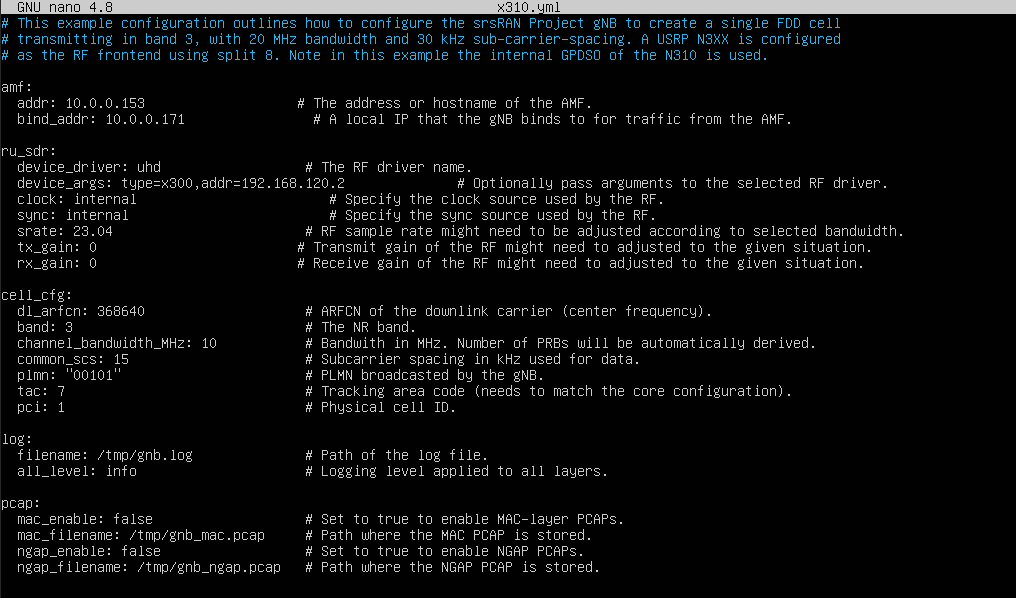 GNU nano 4.8 x310.yml
# This example configuration outlines how to configure the srsRAN Project gNB to create a single FDD cell
# transmitting in band 3, with 20 MHz bandwidth and 30 kHz sub-carrier-spacing. A USRP N3XX is configured
# as the RF frontend using split 8. Note in this example the internal GPDSO of the N310 is used.
amf:
  addr: 10.0.0.153                   # The address or hostname of the AMF.
  bind_addr: 10.0.0.171                # A local IP that the gNB binds to for traffic from the AMF.
ru_sdr:
  device_driver: uhd                  # The RF driver name.
  device_args: type=x300,addr=192.168.120.2              # Optionally pass arguments to the selected RF driver.
  clock: internal                        # Specify the clock source used by the RF.
  sync: internal                         # Specify the sync source used by the RF.
  srate: 23.04                        # RF sample rate might need to be adjusted according to selected bandwidth.
  tx_gain: 0                         # Transmit gain of the RF might need to adjusted to the given situation.
  rx_gain: 0                         # Receive gain of the RF might need to adjusted to the given situation.
cell_cfg:
  dl_arfcn: 368640                    # ARFCN of the downlink carrier (center frequency).
  band: 3                             # The NR band.
  channel_bandwidth_MHz: 10           # Bandwith in MHz. Number of PRBs will be automatically derived.
  common_scs: 15                      # Subcarrier spacing in kHz used for data.
  plmn: "00101"                       # PLMN broadcasted by the gNB.
  tac: 7                              # Tracking area code (needs to match the core configuration).
  pci: 1                              # Physical cell ID.
log:
  filename: /tmp/gnb.log              # Path of the log file.
  all_level: info                     # Logging level applied to all layers.
pcap:
  mac_enable: false                   # Set to true to enable MAC-layer PCAPs.
  mac_filename: /tmp/gnb_mac.pcap     # Path where the MAC PCAP is stored.
  ngap_enable: false                  # Set to true to enable NGAP PCAPs.
  ngap_filename: /tmp/gnb_ngap.pcap   # Path where the NGAP PCAP is stored.